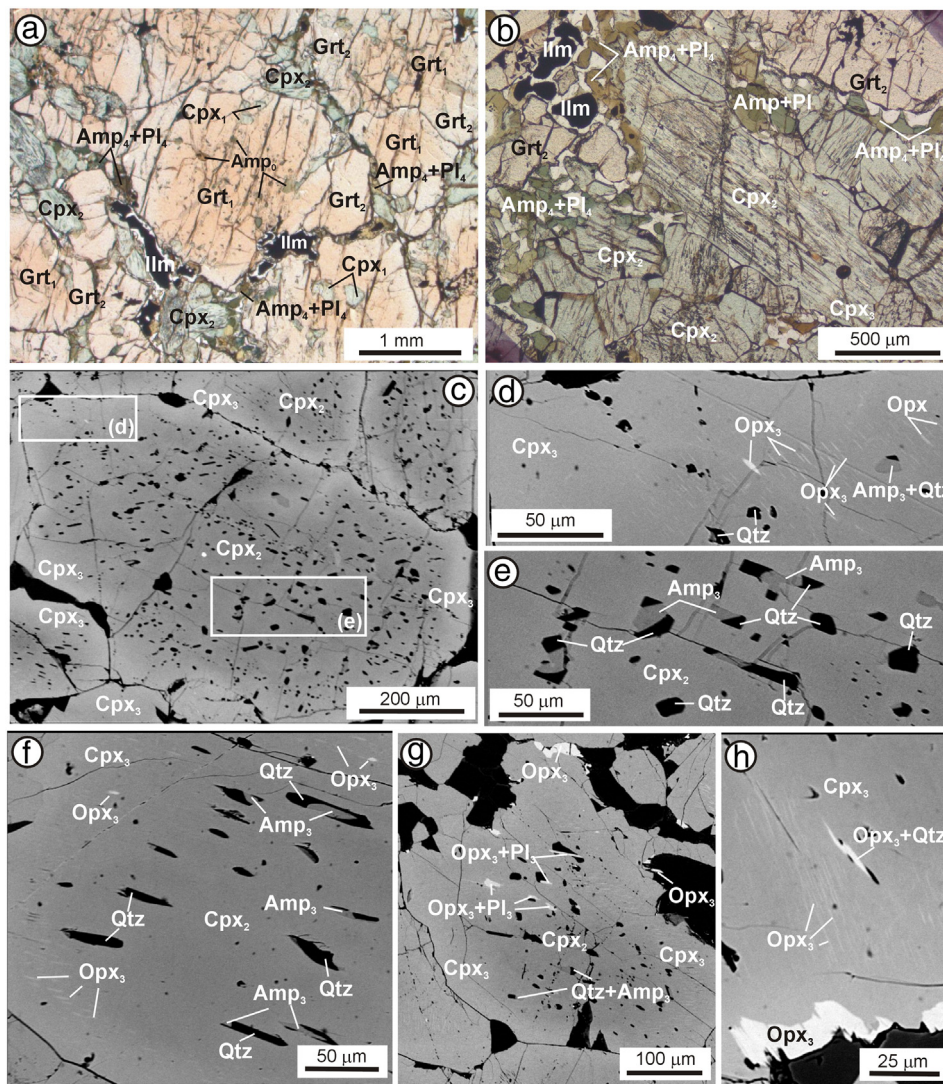 a
Grt₂
Grt₁
Cpx₂
Cpx₁
Grt₂
Amp₄+Pl₄
Amp₀
Grt₁
Amp₄+Pl₄
Grt₁
Grt₂
Cpx₂
Ilm
Ilm
Cpx₁
Grt₁
Grt₂
Cpx₂
Amp₄+Pl₄
1 mm
b
Ilm
Amp₄+Pl₄
Grt₂
Ilm
Amp+Pl
Grt₂
Amp₄+Pl₄
Cpx₂
Amp₄+Pl₄
Cpx₂
Cpx₃
Cpx₂
500 µm
c
Cpx₃
Cpx₂
(d)
Cpx₂
Cpx₃
Cpx₃
(e)
Cpx₃
Cpx₃
200 µm
d
Opx
Opx₃
Cpx₃
Opx₃
Amp₃+Qtz
Qtz
50 µm
e
Amp₃
Amp₃
Qtz
Qtz
Qtz
Cpx₂
Qtz
Qtz
50 µm
f
Cpx₃
Qtz
Opx₃
Opx₃
Amp₃
Qtz
Cpx₂
Amp₃
Opx₃
Qtz
Amp₃
Qtz
50 µm
g
Opx₃
Opx₃+Pl₃
Opx₃
Opx₃+Pl₃
Cpx₂
Cpx₃
Cpx₃
Qtz+Amp₃
100 µm
h
Cpx₃
Opx₃+Qtz
Opx₃
Opx₃
25 µm